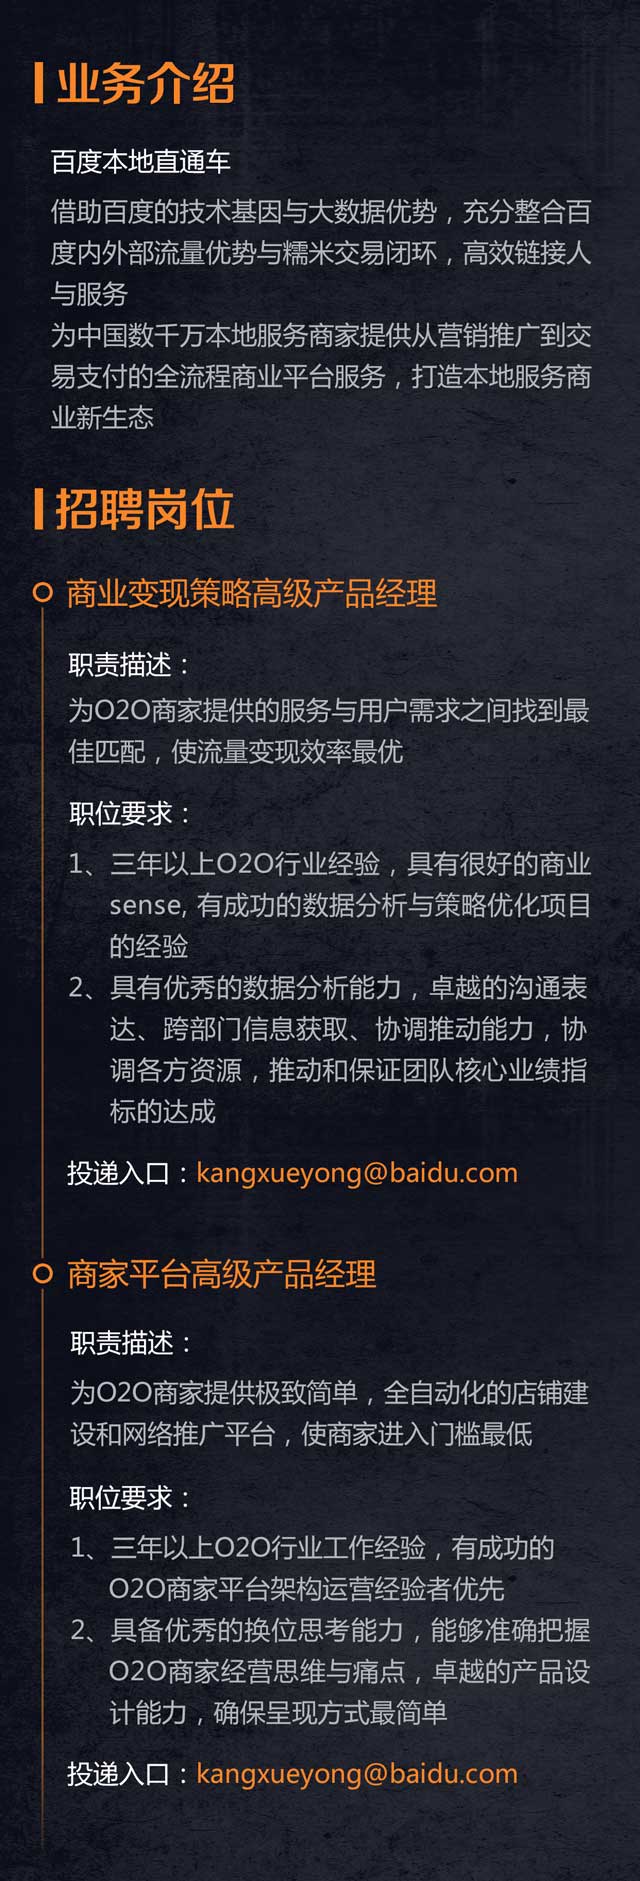 业务介绍
百度本地直通车
借助百度的技术基因与大数据优势，充分整合百
度内外部流量优势与糯米交易闭环，高效链接人
与服务
为中国数千万本地服务商家提供从营销推广到交
易支付的全流程商业平台服务，打造本地服务商
业新生态
招聘岗位
商业变现策略高级产品经理
职责描述：
为O2O商家提供的服务与用户需求之间找到最
佳匹配，使流量变现效率最优
职位要求：
1、三年以上O2O行业经验，具有很好的商业
sense, 有成功的数据分析与策略优化项目
的经验
2、具有优秀的数据分析能力，卓越的沟通表
达、跨部门信息获取、协调推动能力，协
调各方资源，推动和保证团队核心业绩指
标的达成
投递入口：kangxueyong@baidu.com
商家平台高级产品经理
职责描述：
为O2O商家提供极致简单，全自动化的店铺建
设和网络推广平台，使商家进入门槛最低
职位要求：
1、三年以上O2O行业工作经验，有成功的
O2O商家平台架构运营经验者优先
2、具备优秀的换位思考能力，能够准确把握
O2O商家经营思维与痛点，卓越的产品设
计能力，确保呈现方式最简单
投递入口：kangxueyong@baidu.com